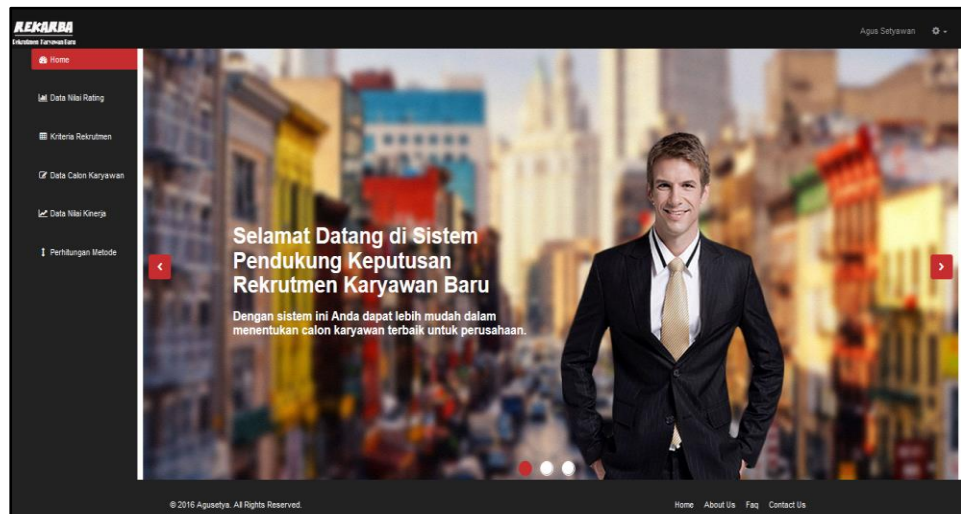 REKARBA
Rekrutmen Karyawan Baru
Agus Setyawan
Home
Data Nilai Rating
Kriteria Rekrutmen
Data Calon Karyawan
Data Nilai Kinerja
Perhitungan Metode
Selamat Datang di Sistem
Pendukung Keputusan
Rekrutmen Karyawan Baru
Dengan sistem ini Anda dapat lebih mudah dalam
menentukan calon karyawan terbaik untuk perusahaan.
© 2016 Agusetya. All Rights Reserved.
Home About Us Faq Contact Us